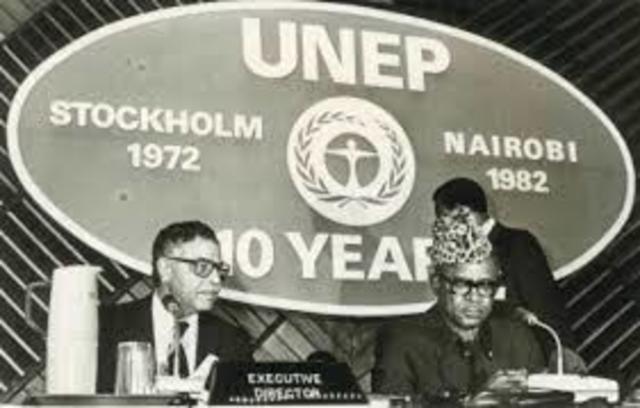 UNEP
STOCKHOLM
1972
NAIROBI
1982
10 YEAR
EXECUTIVE
DIRECTOR